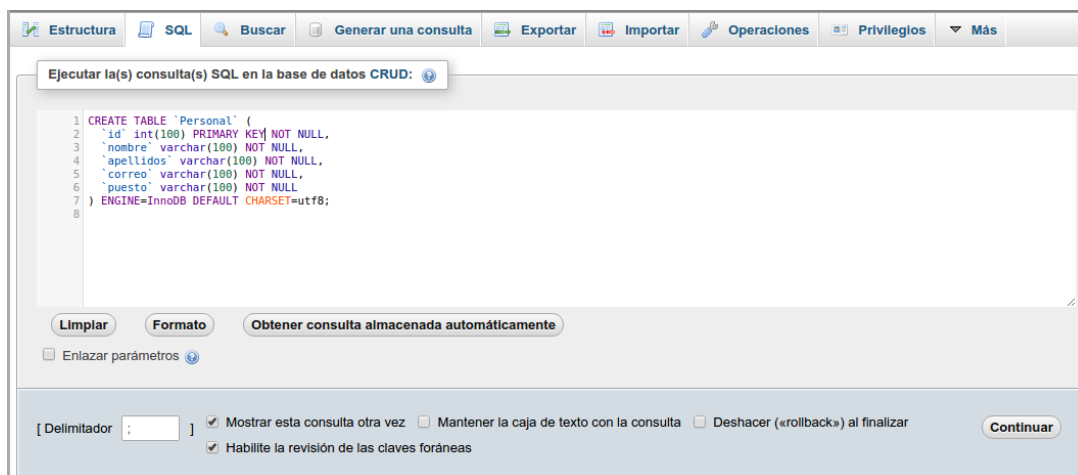 Estructura SQL Buscar Generar una consulta Exportar Importar Operaciones Privilegios Más
Ejecutar la(s) consulta(s) SQL en la base de datos CRUD:
1 CREATE TABLE `Personal` (
2 `id` int(100) PRIMARY KEY NOT NULL,
3 `nombre` varchar(100) NOT NULL,
4 `apellidos` varchar(100) NOT NULL,
5 `correo` varchar(100) NOT NULL,
6 `puesto` varchar(100) NOT NULL
7 ) ENGINE=InnoDB DEFAULT CHARSET=utf8;
8
Limpiar Formato Obtener consulta almacenada automáticamente
Enlazar parámetros
[ Delimitador ; ] Mostrar esta consulta otra vez Mantener la caja de texto con la consulta Deshacer («rollback») al finalizar Continuar
Habilite la revisión de las claves foráneas